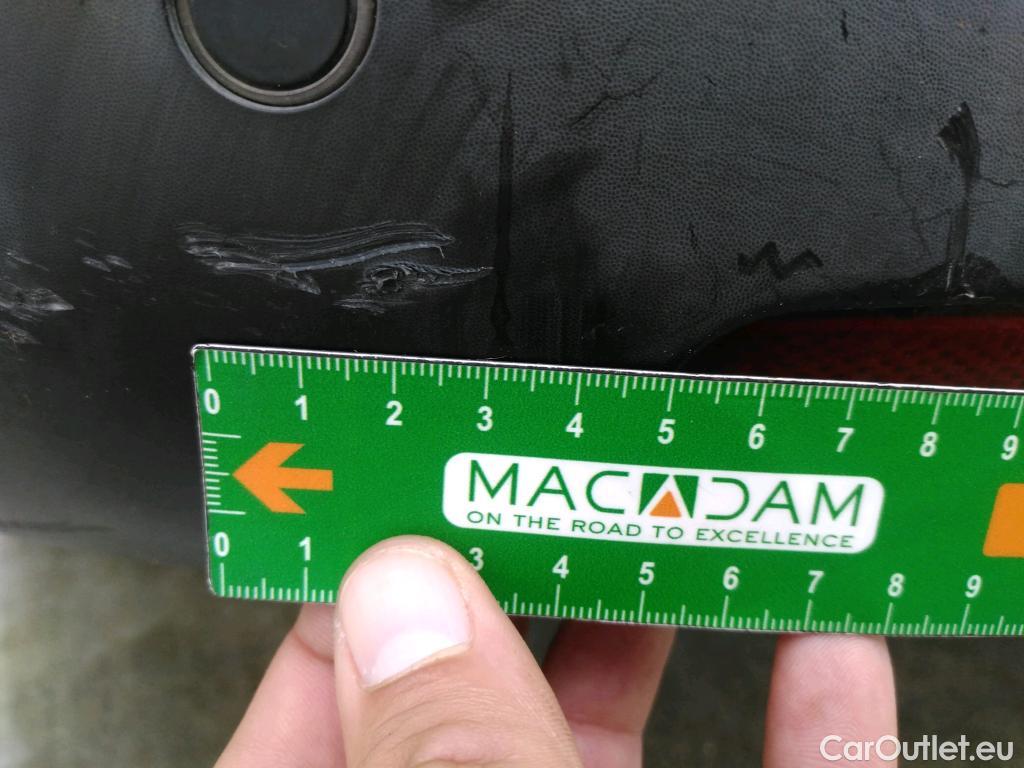 0 1 2 3 4 5 6 7 8 9
MACADAM
ON THE ROAD TO EXCELLENCE
0 1 3 4 5 6 7 8 9
CarOutlet.eu